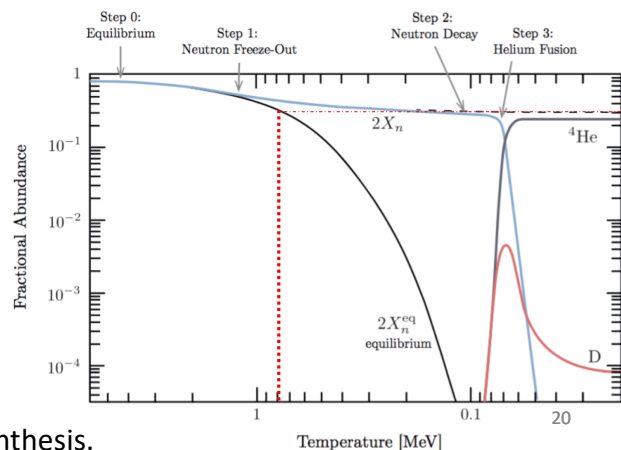 Step 0:
Equilibrium
Step 1:
Neutron Freeze-Out
Step 2:
Neutron Decay
Step 3:
Helium Fusion
Fractional Abundance
1
10⁻¹
10⁻²
10⁻³
10⁻⁴
2Xₙ
⁴He
2Xₙᵉq
equilibrium
D
1
0.1
20
Temperature [MeV]
nthesis.